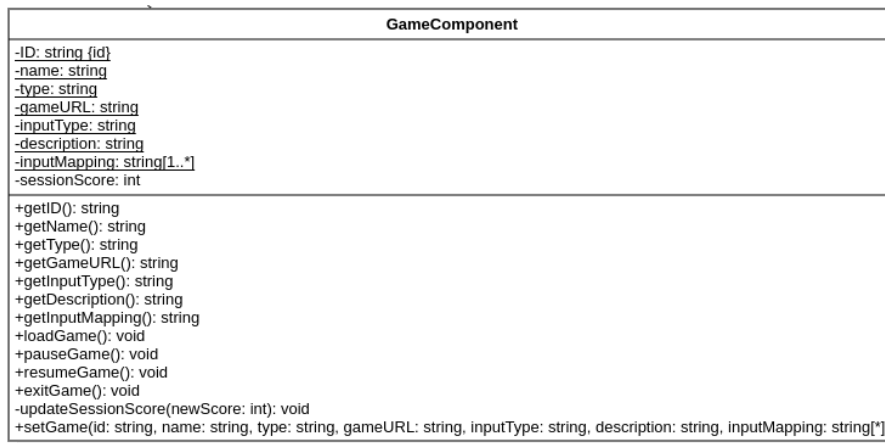 GameComponent
-ID: string {id}
-name: string
-type: string
-gameURL: string
-inputType: string
-description: string
-inputMapping: string[1..*]
-sessionScore: int
+getID(): string
+getName(): string
+getType(): string
+getGameURL(): string
+getInputType(): string
+getDescription(): string
+getInputMapping(): string
+loadGame(): void
+pauseGame(): void
+resumeGame(): void
+exitGame(): void
-updateSessionScore(newScore: int): void
+setGame(id: string, name: string, type: string, gameURL: string, inputType: string, description: string, inputMapping: string[*]